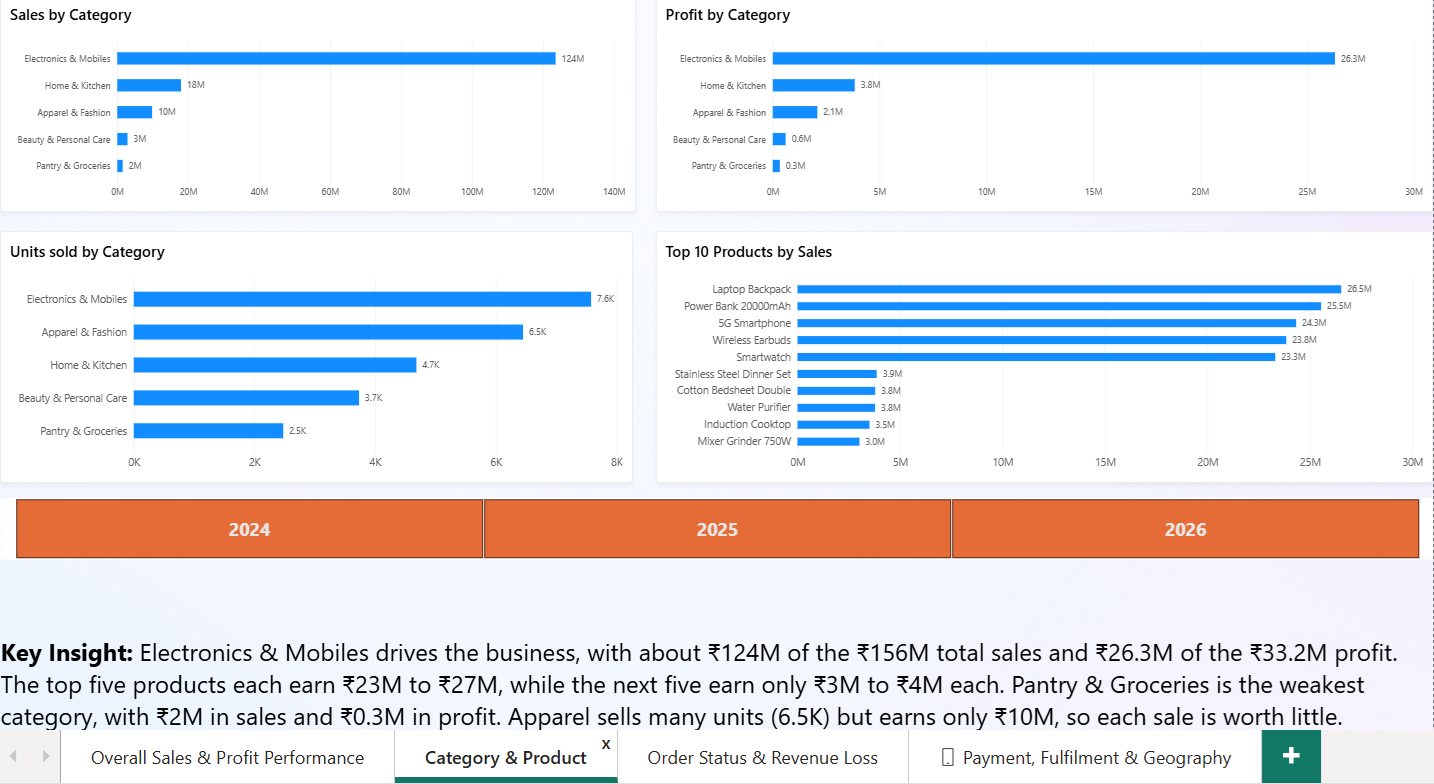 Sales by Category
Electronics & Mobiles 124M
Home & Kitchen 18M
Apparel & Fashion 10M
Beauty & Personal Care 3M
Pantry & Groceries 2M
0M 20M 40M 60M 80M 100M 120M 140M
Profit by Category
Electronics & Mobiles 26.3M
Home & Kitchen 3.8M
Apparel & Fashion 2.1M
Beauty & Personal Care 0.6M
Pantry & Groceries 0.3M
0M 5M 10M 15M 20M 25M 30M
Units sold by Category
Electronics & Mobiles 7.6K
Apparel & Fashion 6.5K
Home & Kitchen 4.7K
Beauty & Personal Care 3.7K
Pantry & Groceries 2.5K
0K 2K 4K 6K 8K
Top 10 Products by Sales
Laptop Backpack 26.5M
Power Bank 20000mAh 25.5M
5G Smartphone 24.3M
Wireless Earbuds 23.8M
Smartwatch 23.3M
Stainless Steel Dinner Set 3.9M
Cotton Bedsheet Double 3.8M
Water Purifier 3.8M
Induction Cooktop 3.5M
Mixer Grinder 750W 3.0M
0M 5M 10M 15M 20M 25M 30M
2024 2025 2026
Key Insight: Electronics & Mobiles drives the business, with about ₹124M of the ₹156M total sales and ₹26.3M of the ₹33.2M profit.
The top five products each earn ₹23M to ₹27M, while the next five earn only ₹3M to ₹4M each. Pantry & Groceries is the weakest
category, with ₹2M in sales and ₹0.3M in profit. Apparel sells many units (6.5K) but earns only ₹10M, so each sale is worth little.
Overall Sales & Profit Performance Category & Product x Order Status & Revenue Loss Payment, Fulfilment & Geography +